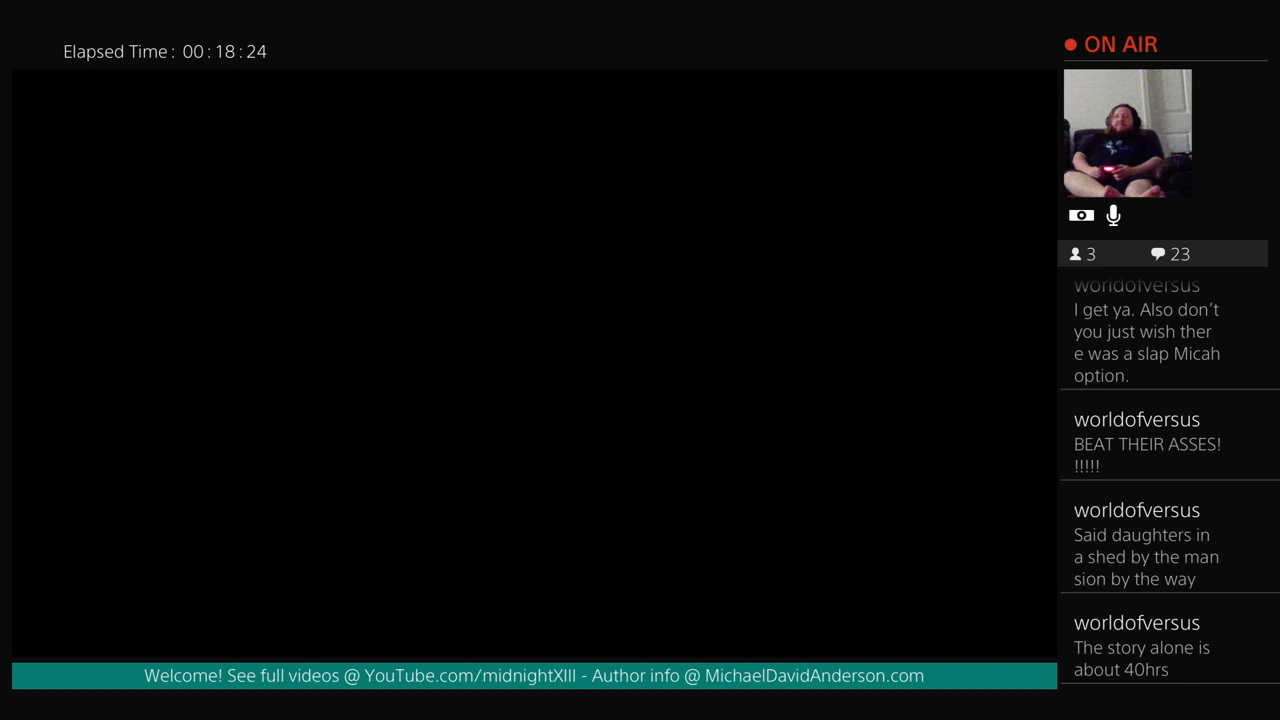 Elapsed Time: 00:18:24
ON AIR
3 23
worldofversus
I get ya. Also don't
you just wish ther
e was a slap Micah
option.
worldofversus
BEAT THEIR ASSES!
!!!!!
worldofversus
Said daughters in
a shed by the man
sion by the way
worldofversus
The story alone is
about 40hrs
Welcome! See full videos @ YouTube.com/midnightXIII - Author info @ MichaelDavidAnderson.com